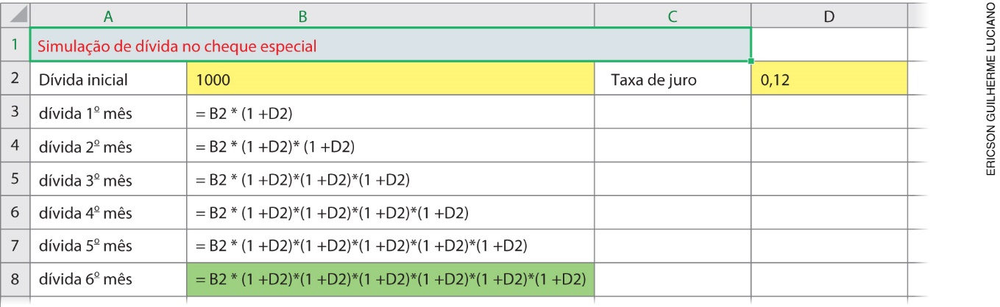 A B C D
1 Simulação de dívida no cheque especial
2 Dívida inicial 1000 Taxa de juro 0,12
3 dívida 1º mês = B2 * (1 +D2)
4 dívida 2º mês = B2 * (1 +D2)* (1 +D2)
5 dívida 3º mês = B2 * (1 +D2)*(1 +D2)*(1 +D2)
6 dívida 4º mês = B2 * (1 +D2)*(1 +D2)*(1 +D2)*(1 +D2)
7 dívida 5º mês = B2 * (1 +D2)*(1 +D2)*(1 +D2)*(1 +D2)*(1 +D2)
8 dívida 6º mês = B2 * (1 +D2)*(1 +D2)*(1 +D2)*(1 +D2)*(1 +D2)*(1 +D2)
ERICSON GUILHERME LUCIANO